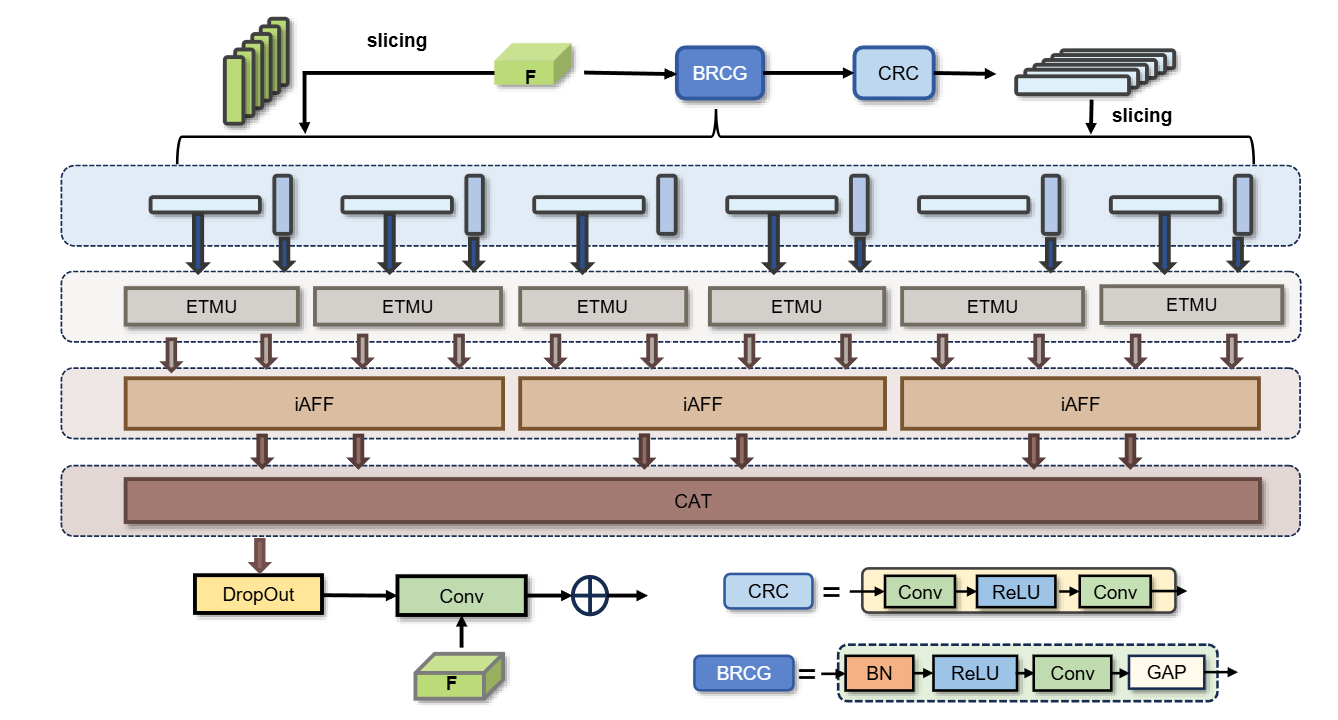 slicing
F
BRCG
CRC
slicing
ETMU ETMU ETMU ETMU ETMU ETMU
iAFF iAFF iAFF
CAT
DropOut
Conv
F
CRC = Conv ReLU Conv
BRCG = BN ReLU Conv GAP